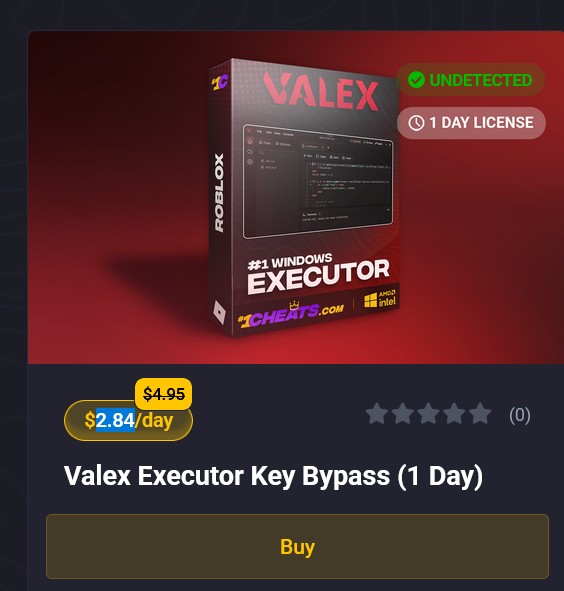 VALEX
UNDETECTED
1 DAY LICENSE
ROBLOX
#1 WINDOWS
EXECUTOR
#1CHEATS.COM
AMD
intel
$4.95
$2.84/day
(0)
Valex Executor Key Bypass (1 Day)
Buy